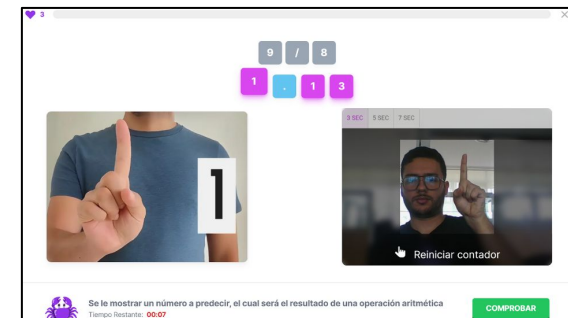 3
9 / 8
1 . 1 3
1
3 SEC 5 SEC 7 SEC
Reiniciar contador
Se le mostrar un número a predecir, el cual será el resultado de una operación aritmética
Tiempo Restante: 00:07
COMPROBAR